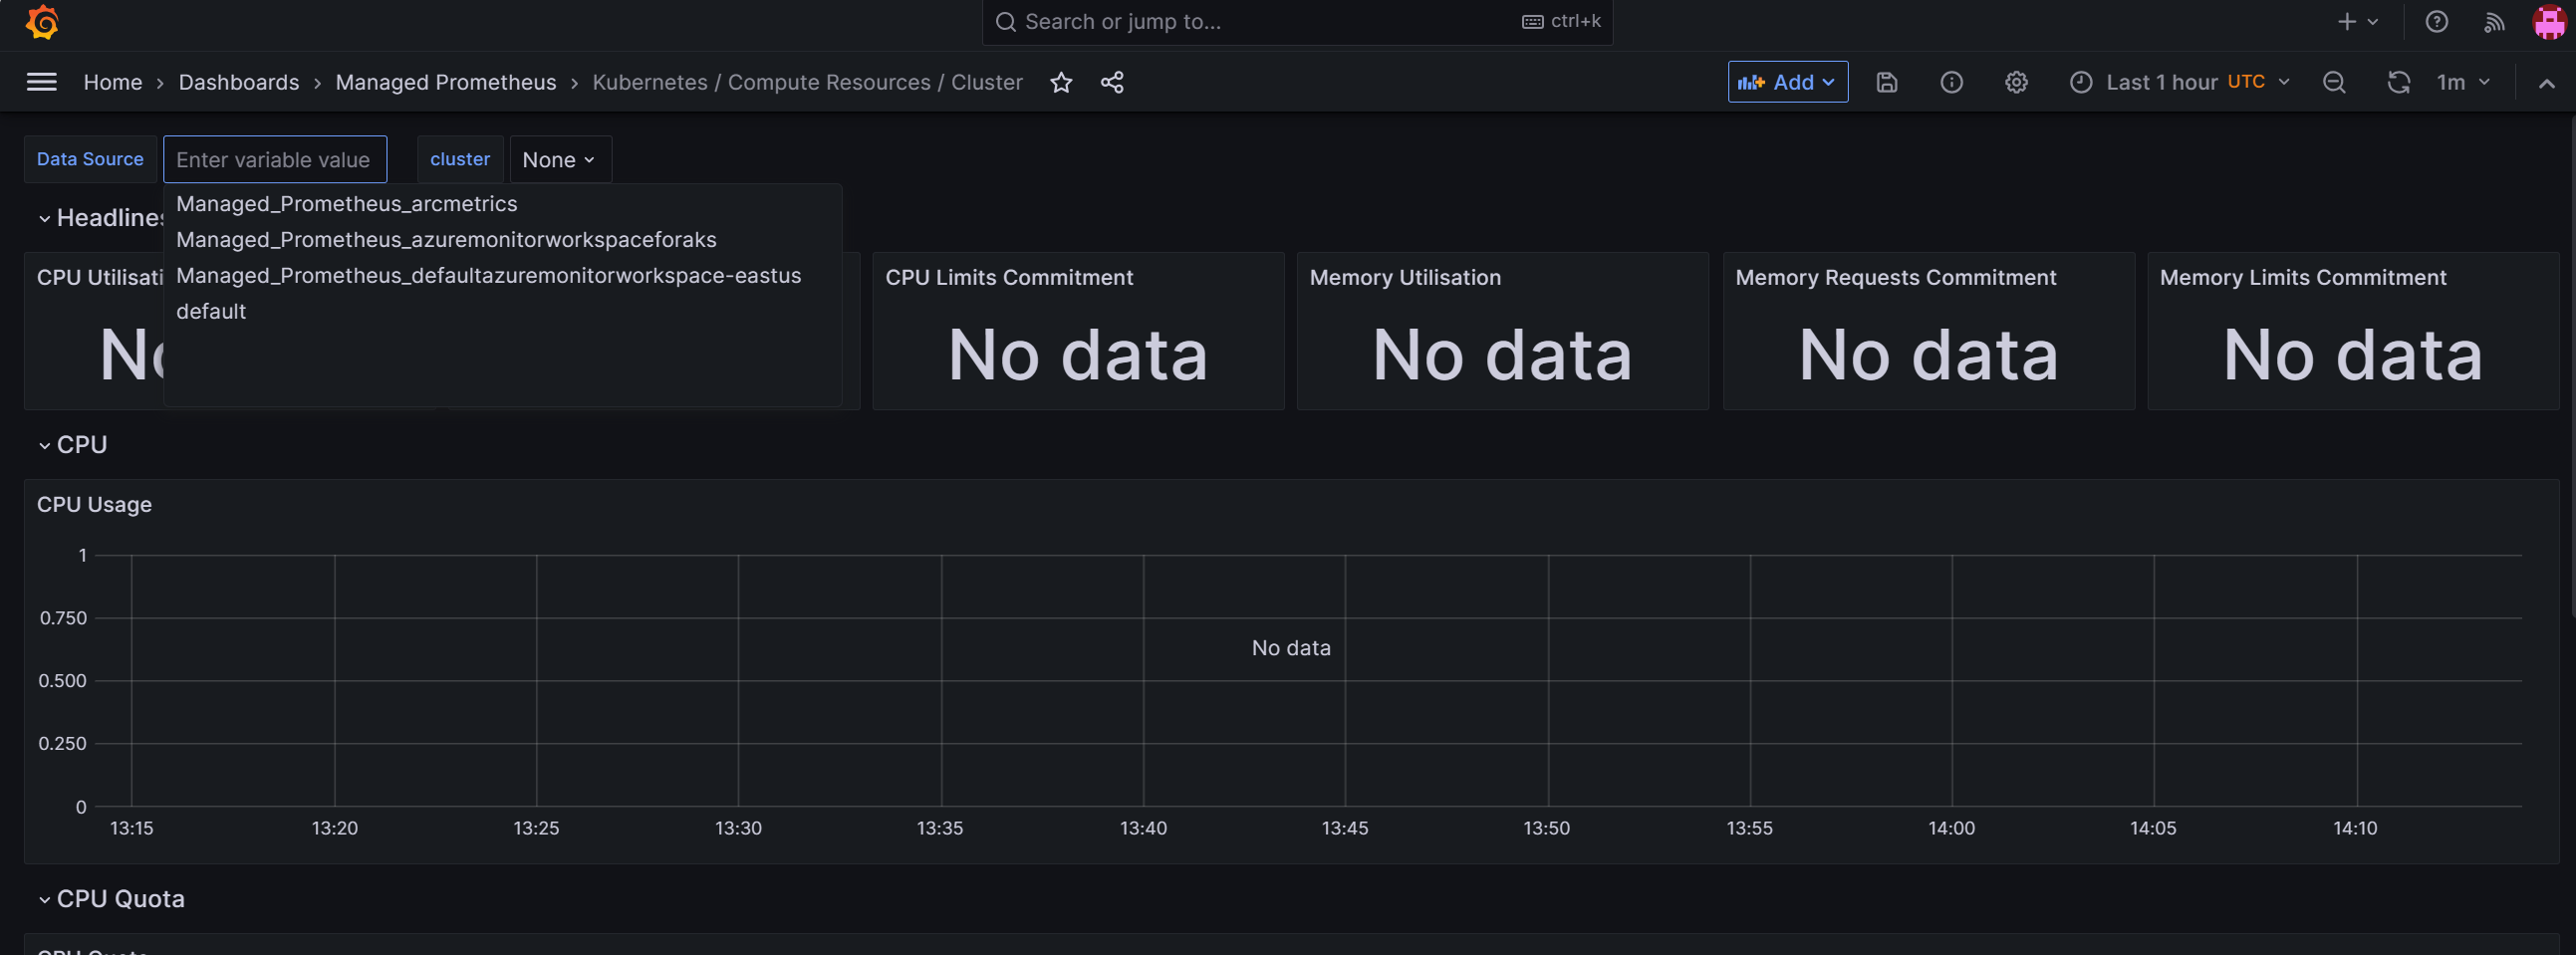 Search or jump to... ctrl+k
Home › Dashboards › Managed Prometheus › Kubernetes / Compute Resources / Cluster Add Last 1 hour UTC 1m
Data Source Enter variable value cluster None
Managed_Prometheus_arcmetrics
Managed_Prometheus_azuremonitorworkspaceforaks
Managed_Prometheus_defaultazuremonitorworkspace-eastus
default
Headlines
CPU Utilisati CPU Limits Commitment Memory Utilisation Memory Requests Commitment Memory Limits Commitment
No No data No data No data No data
CPU
CPU Usage
1
0.750
0.500
0.250
0
No data
13:15 13:20 13:25 13:30 13:35 13:40 13:45 13:50 13:55 14:00 14:05 14:10
CPU Quota
CPU Quota